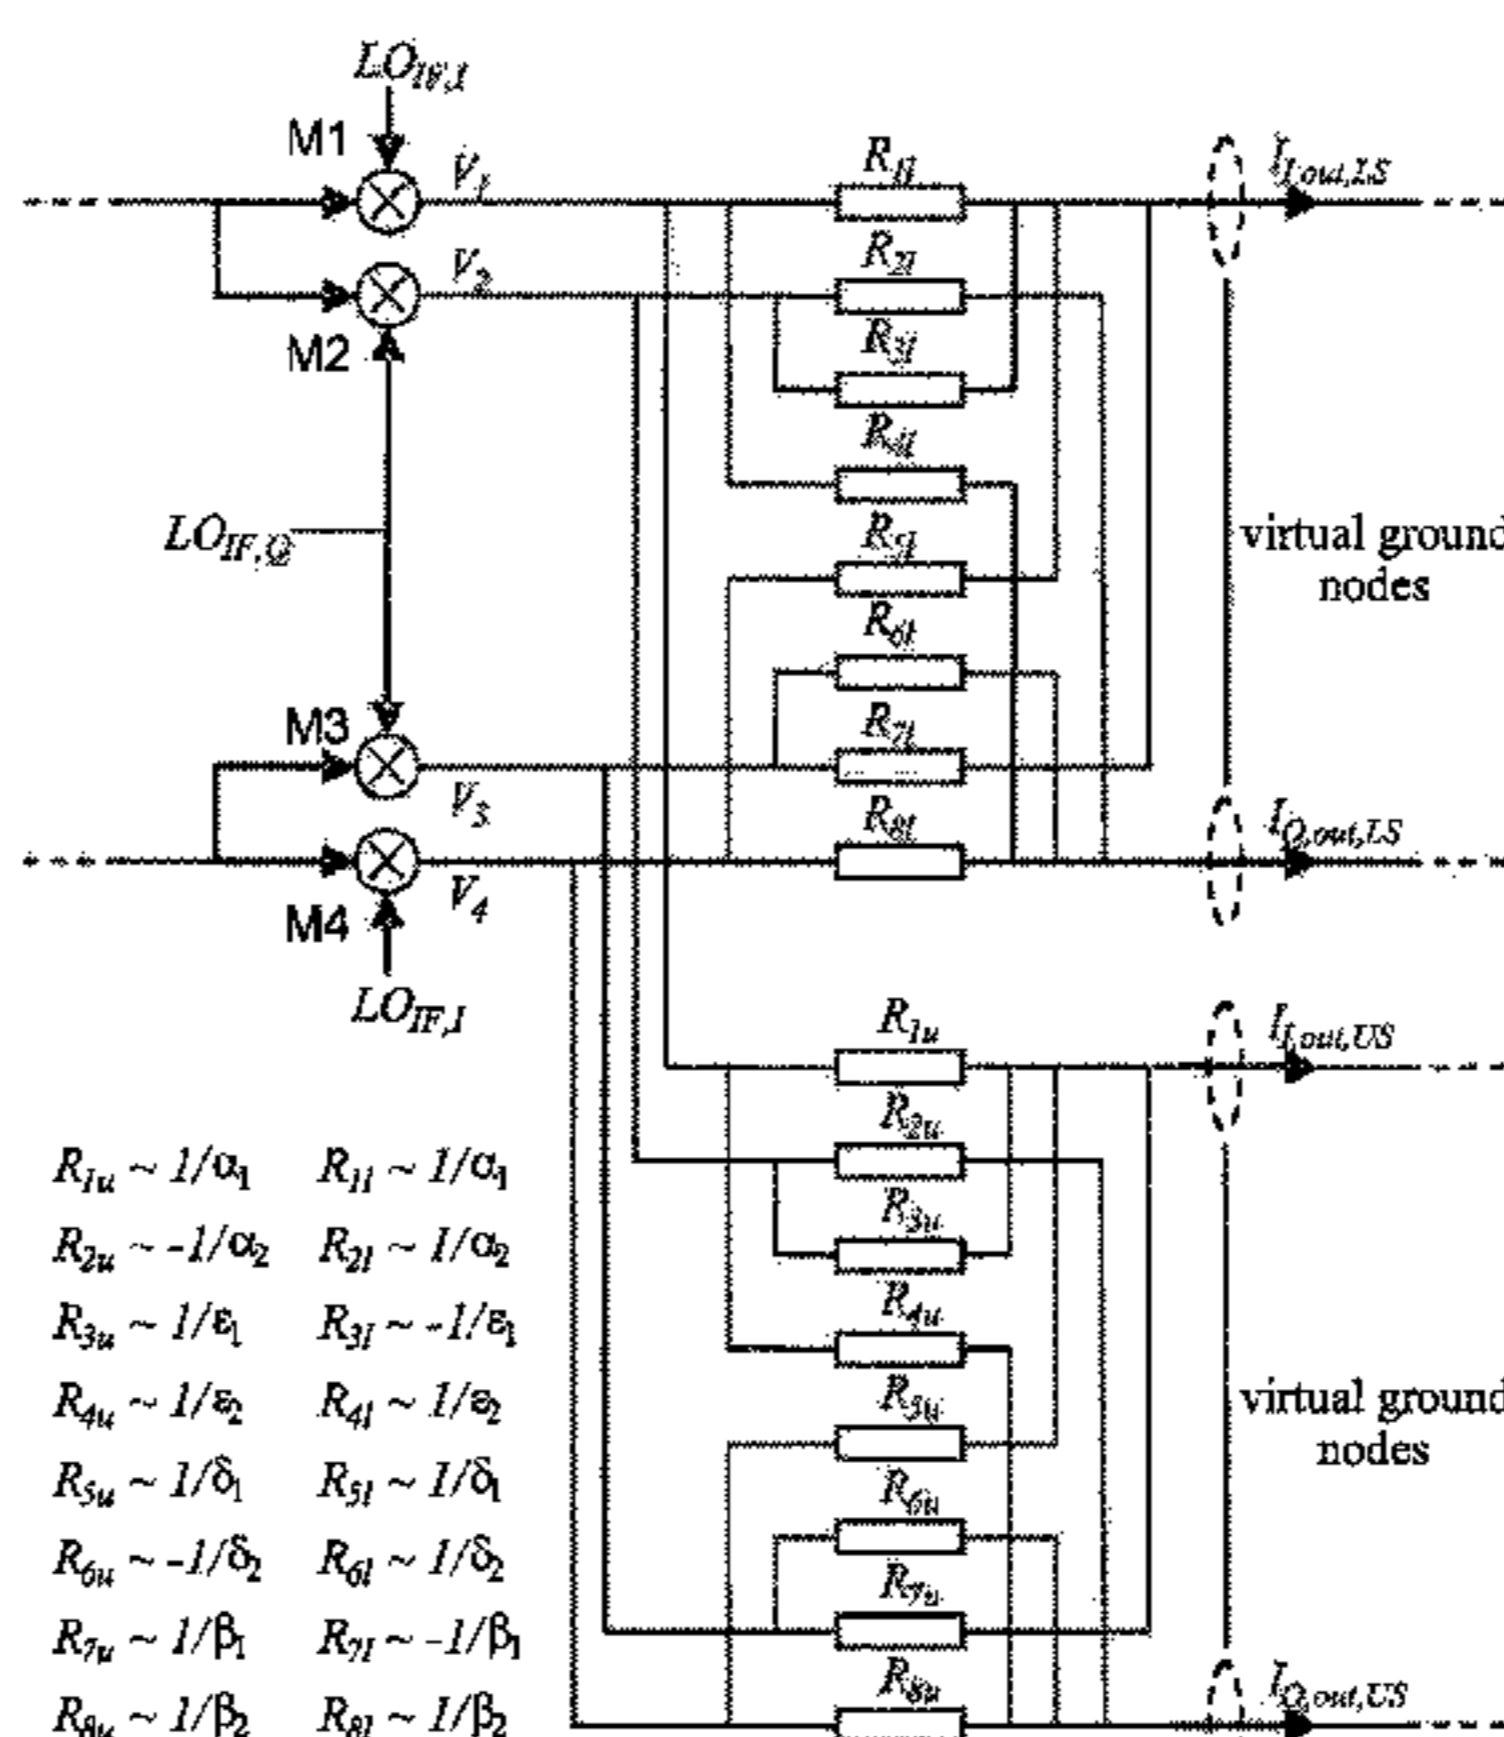 LO_IF,I
M1
V_1
R_1l
I_I,out,LS
V_2
R_2l
M2
R_3l
R_4l
LO_IF,Q
R_5l
virtual ground
nodes
R_6l
M3
R_7l
V_3
R_8l
I_Q,out,LS
V_4
M4
LO_IF,I
R_1u
I_I,out,US
R_2u
R_3u
R_4u
R_5u
virtual ground
nodes
R_6u
R_7u
R_8u
I_Q,out,US
R_1u ~ 1/α_1 R_1l ~ 1/α_1
R_2u ~ -1/α_2 R_2l ~ 1/α_2
R_3u ~ 1/ε_1 R_3l ~ -1/ε_1
R_4u ~ 1/ε_2 R_4l ~ 1/ε_2
R_5u ~ 1/δ_1 R_5l ~ 1/δ_1
R_6u ~ -1/δ_2 R_6l ~ 1/δ_2
R_7u ~ 1/β_1 R_7l ~ -1/β_1
R_8u ~ 1/β_2 R_8l ~ 1/β_2